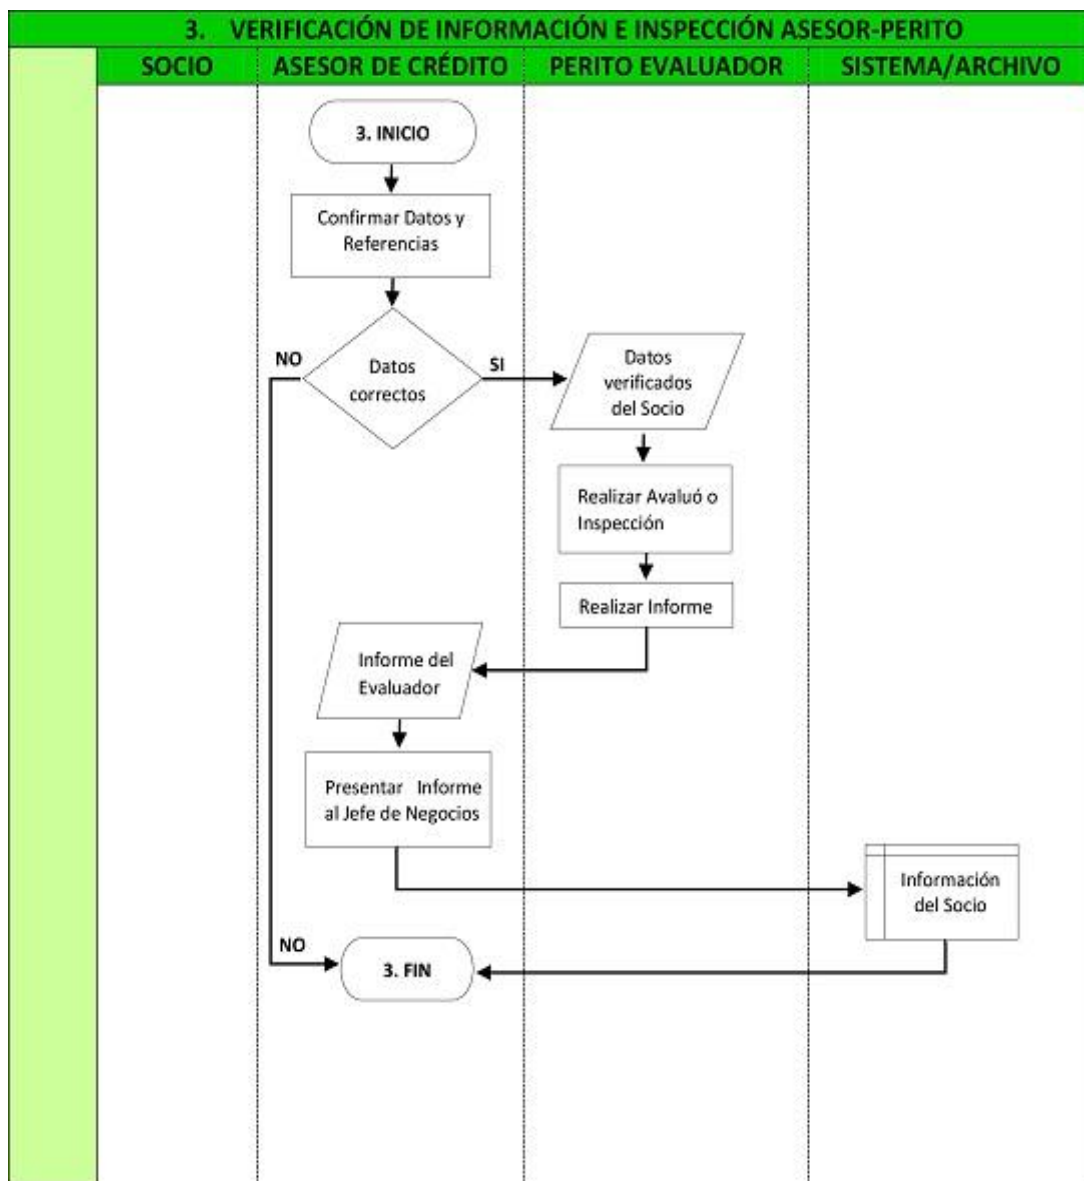 3. VERIFICACIÓN DE INFORMACIÓN E INSPECCIÓN ASESOR-PERITO
SOCIO
ASESOR DE CRÉDITO
PERITO EVALUADOR
SISTEMA/ARCHIVO
3. INICIO
Confirmar Datos y
Referencias
NO
Datos
correctos
SI
Datos
verificados
del Socio
Realizar Avaluó o
Inspección
Realizar Informe
Informe del
Evaluador
Presentar Informe
al Jefe de Negocios
Información
del Socio
NO
3. FIN